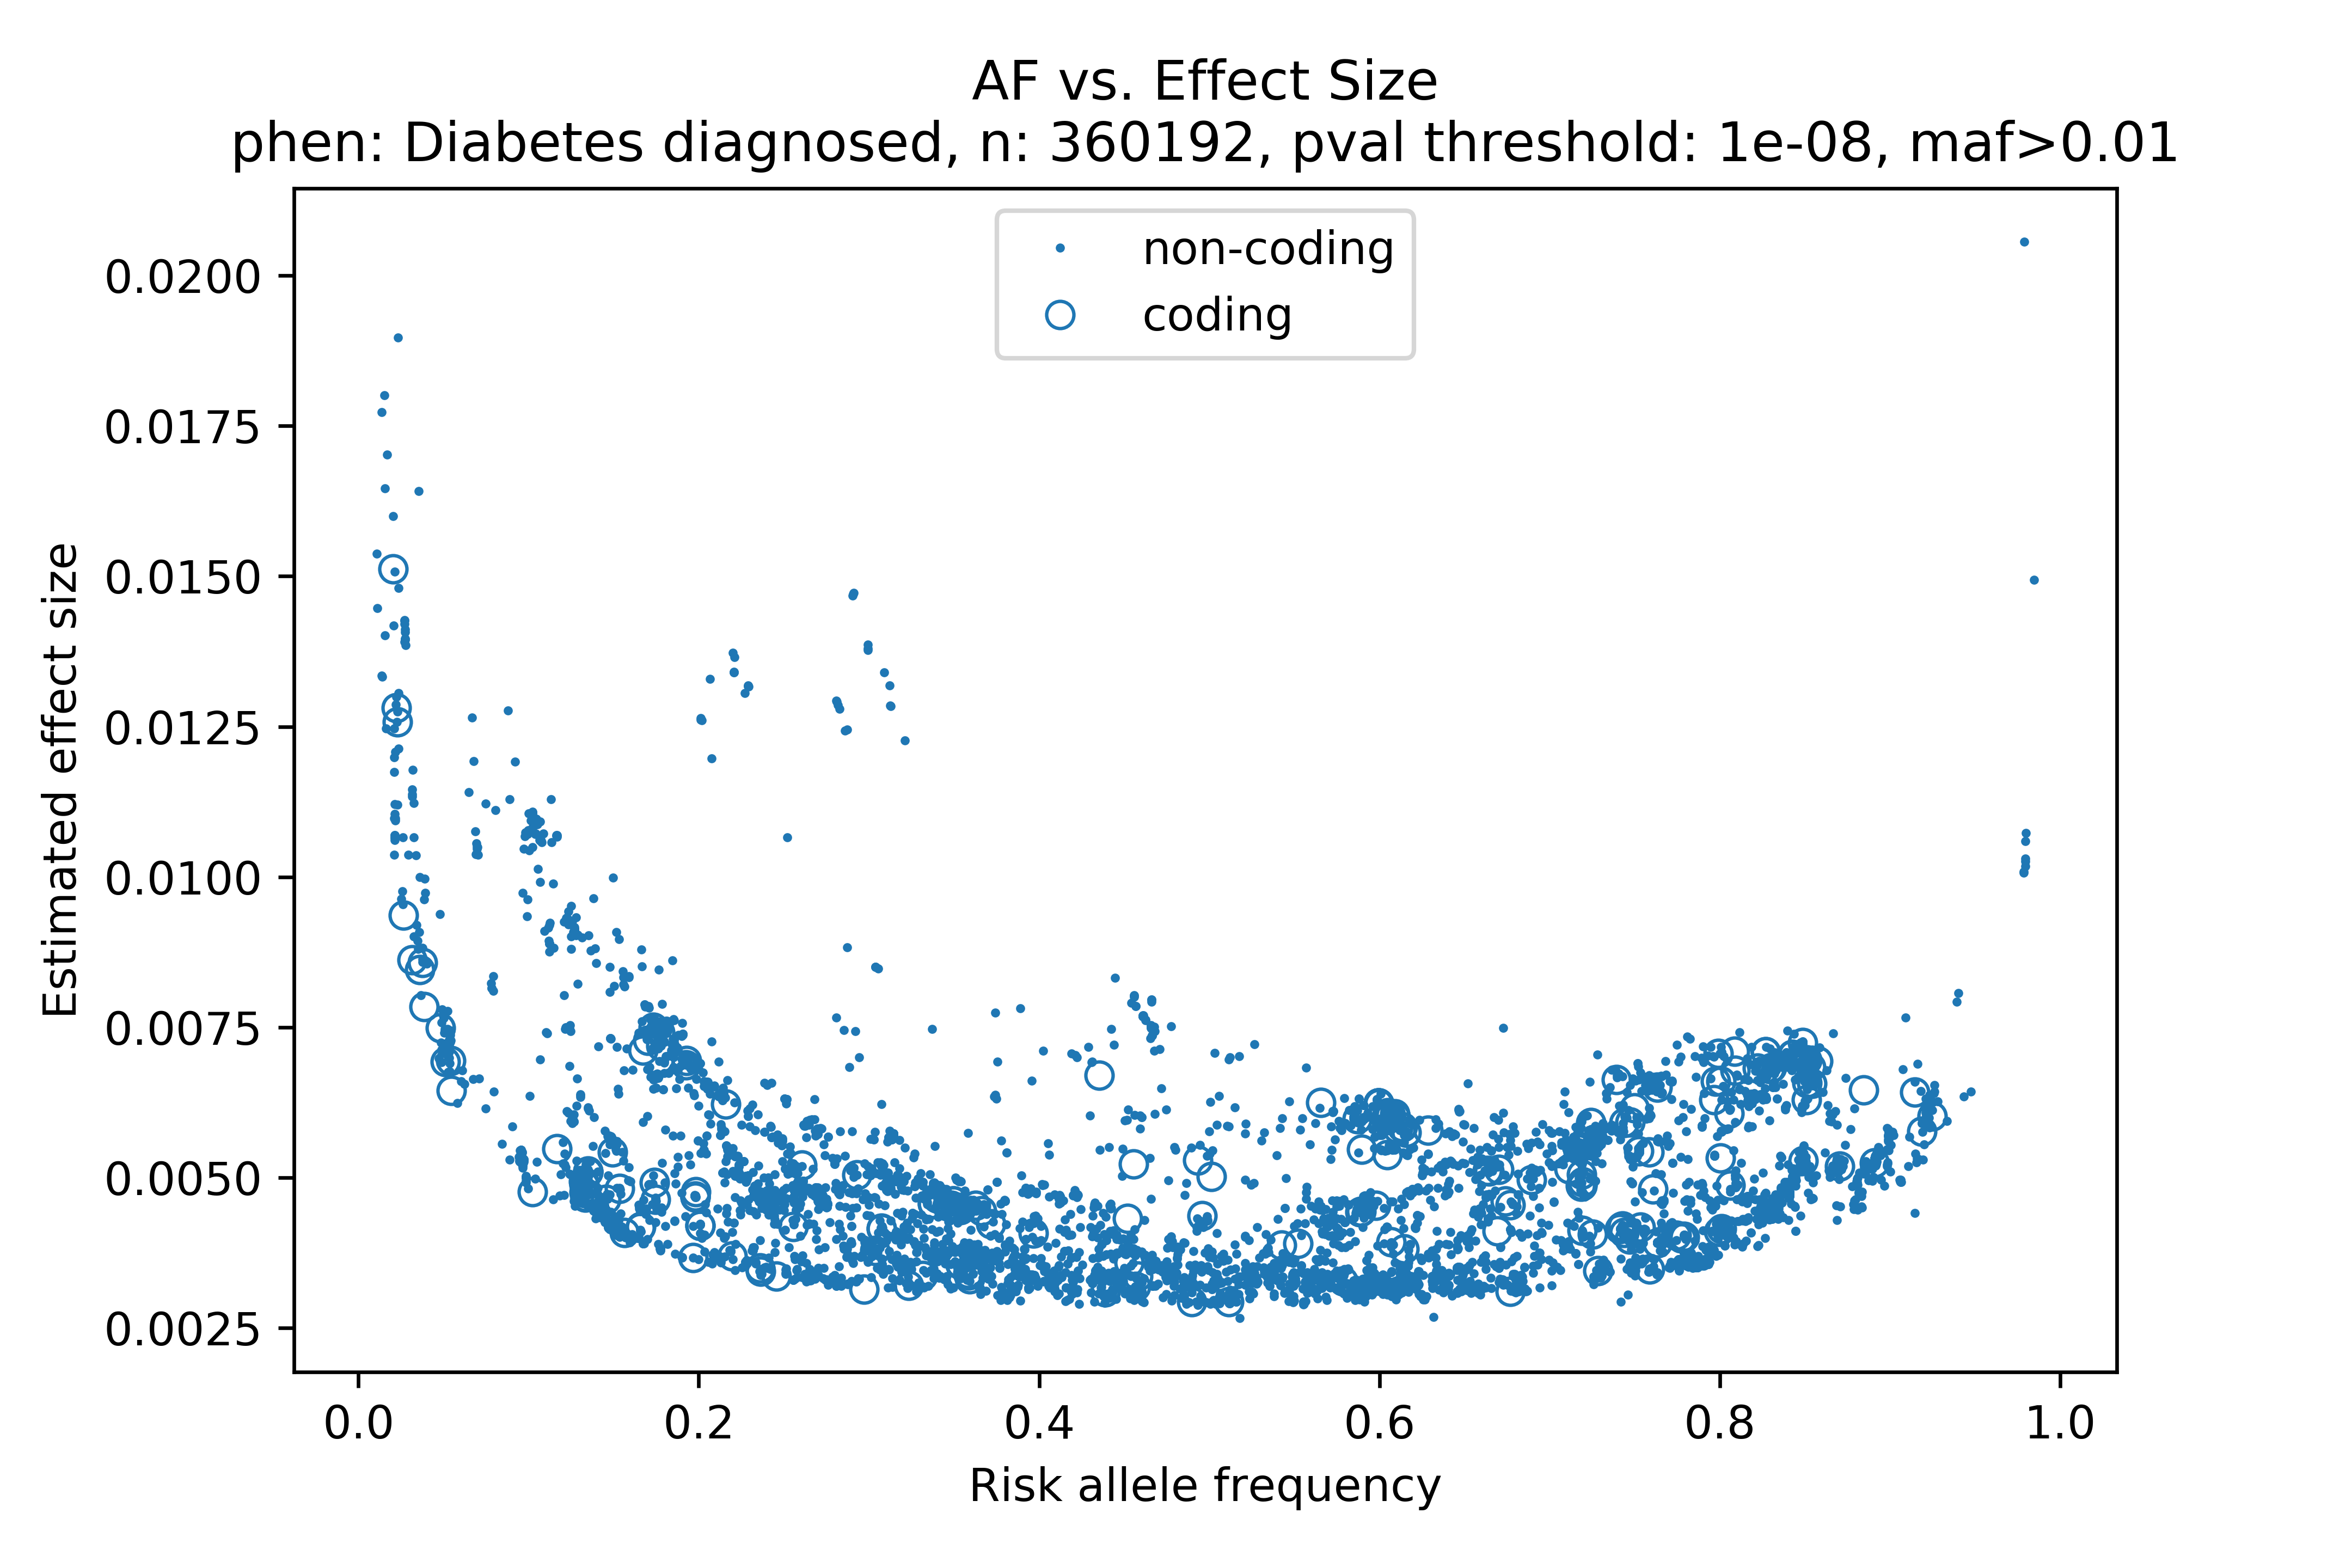 AF vs. Effect Size
phen: Diabetes diagnosed, n: 360192, pval threshold: 1e-08, maf>0.01
non-coding
coding
0.0200
0.0175
0.0150
0.0125
0.0100
0.0075
0.0050
0.0025
Estimated effect size
0.0 0.2 0.4 0.6 0.8 1.0
Risk allele frequency